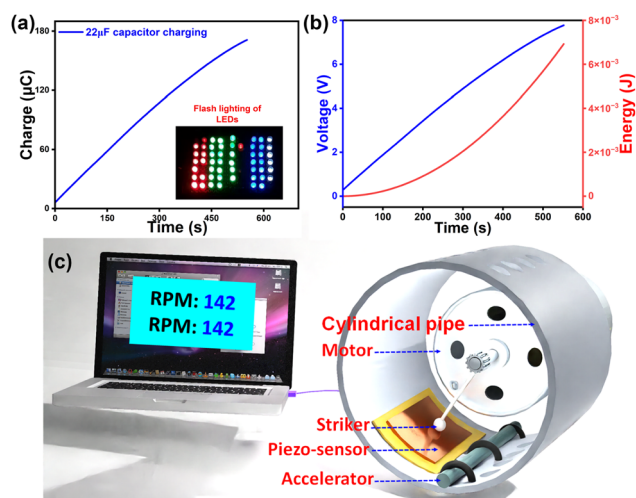 (a)
22µF capacitor charging
Charge (µC)
180
120
60
0
Flash lighting of
LEDs
0
150
300
450
600
Time (s)
(b)
Voltage (V)
8
6
4
2
0
8×10⁻³
6×10⁻³
4×10⁻³
2×10⁻³
0
Energy (J)
0
100
200
300
400
500
600
Time (s)
(c)
RPM: 142
RPM: 142
Cylindrical pipe
Motor
Striker
Piezo-sensor
Accelerator